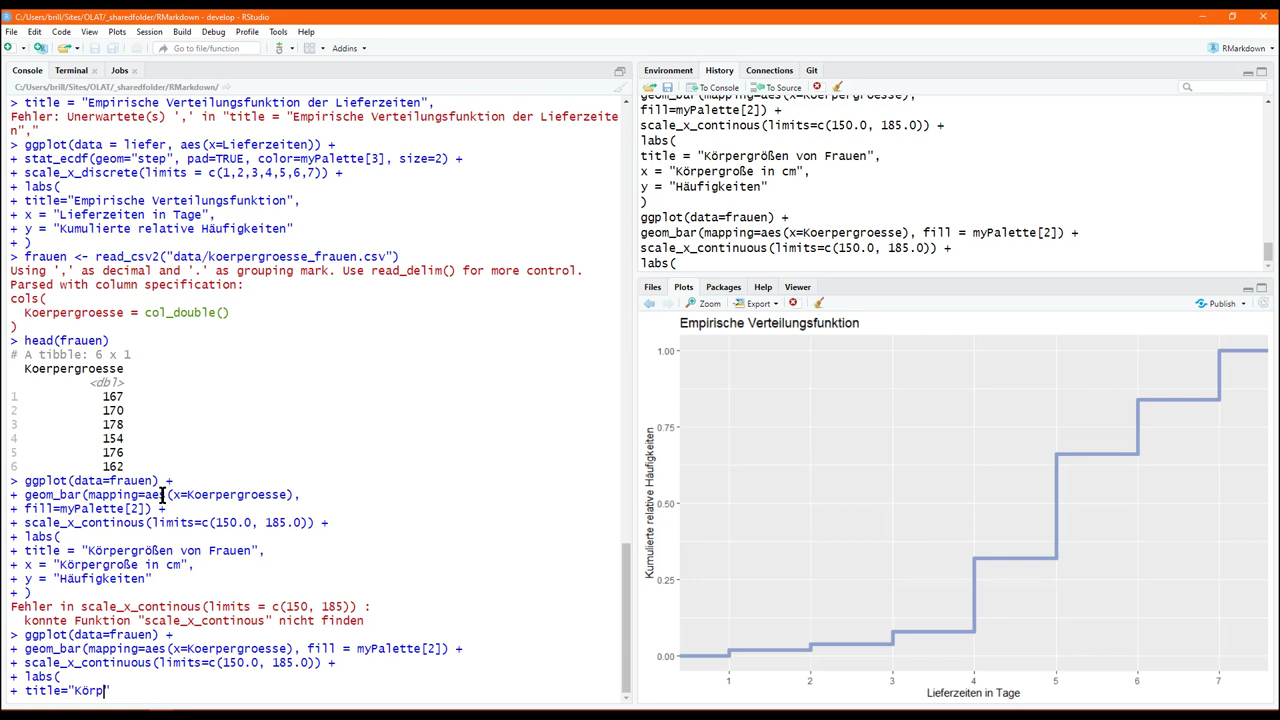 C:/Users/brill/Sites/OLAT/_sharedfolder/RMarkdown - develop - RStudio
File Edit Code View Plots Session Build Debug Profile Tools Help
Go to file/function Addins RMarkdown
Console Terminal Jobs
C:/Users/brill/Sites/OLAT/_sharedfolder/RMarkdown/
> title = "Empirische Verteilungsfunktion der Lieferzeiten",
Fehler: Unerwartete(s) ',' in "title = "Empirische Verteilungsfunktion der Lieferzeite
n","
> ggplot(data = liefer, aes(x=Lieferzeiten)) +
+ stat_ecdf(geom="step", pad=TRUE, color=myPalette[3], size=2) +
+ scale_x_discrete(limits = c(1,2,3,4,5,6,7)) +
+ labs(
+ title="Empirische Verteilungsfunktion",
+ x = "Lieferzeiten in Tage",
+ y = "Kumulierte relative Häufigkeiten"
+ )
> frauen <- read_csv2("data/koerpergroesse_frauen.csv")
Using ',' as decimal and '.' as grouping mark. Use read_delim() for more control.
Parsed with column specification:
cols(
Koerpergroesse = col_double()
)
> head(frauen)
# A tibble: 6 x 1
Koerpergroesse
<dbl>
1 167
2 170
3 178
4 154
5 176
6 162
> ggplot(data=frauen) +
+ geom_bar(mapping=aes(x=Koerpergroesse),
+ fill=myPalette[2]) +
+ scale_x_continous(limits=c(150.0, 185.0)) +
+ labs(
+ title = "Körpergrößen von Frauen",
+ x = "Körpergroße in cm",
+ y = "Häufigkeiten"
+ )
Fehler in scale_x_continous(limits = c(150, 185)) :
konnte Funktion "scale_x_continous" nicht finden
> ggplot(data=frauen) +
+ geom_bar(mapping=aes(x=Koerpergroesse), fill = myPalette[2]) +
+ scale_x_continuous(limits=c(150.0, 185.0)) +
+ labs(
+ title="Körp"
Environment History Connections Git
To Console To Source
geom_bar(mapping=aes(x=Koerpergroesse),
fill=myPalette[2]) +
scale_x_continous(limits=c(150.0, 185.0)) +
labs(
title = "Körpergrößen von Frauen",
x = "Körpergroße in cm",
y = "Häufigkeiten"
)
ggplot(data=frauen) +
geom_bar(mapping=aes(x=Koerpergroesse), fill = myPalette[2]) +
scale_x_continuous(limits=c(150.0, 185.0)) +
labs(
Files Plots Packages Help Viewer
Zoom Export Publish
Empirische Verteilungsfunktion
1.00
0.75
0.50
0.25
0.00
Kumulierte relative Häufigkeiten
1 2 3 4 5 6 7
Lieferzeiten in Tage